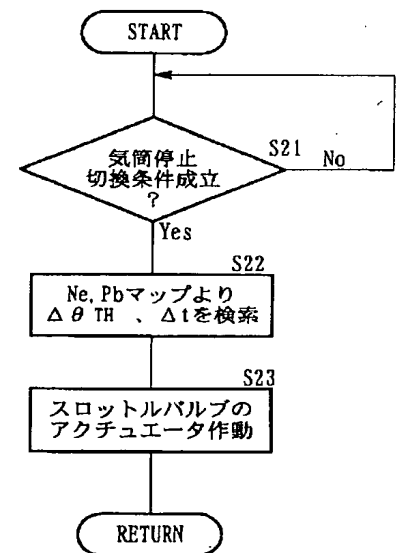 START
気筒停止
切換条件成立
?
S21
No
Yes
S22
Ne,Pbマップより
Δθ TH 、Δtを検索
S23
スロットルバルブの
アクチュエータ作動
RETURN